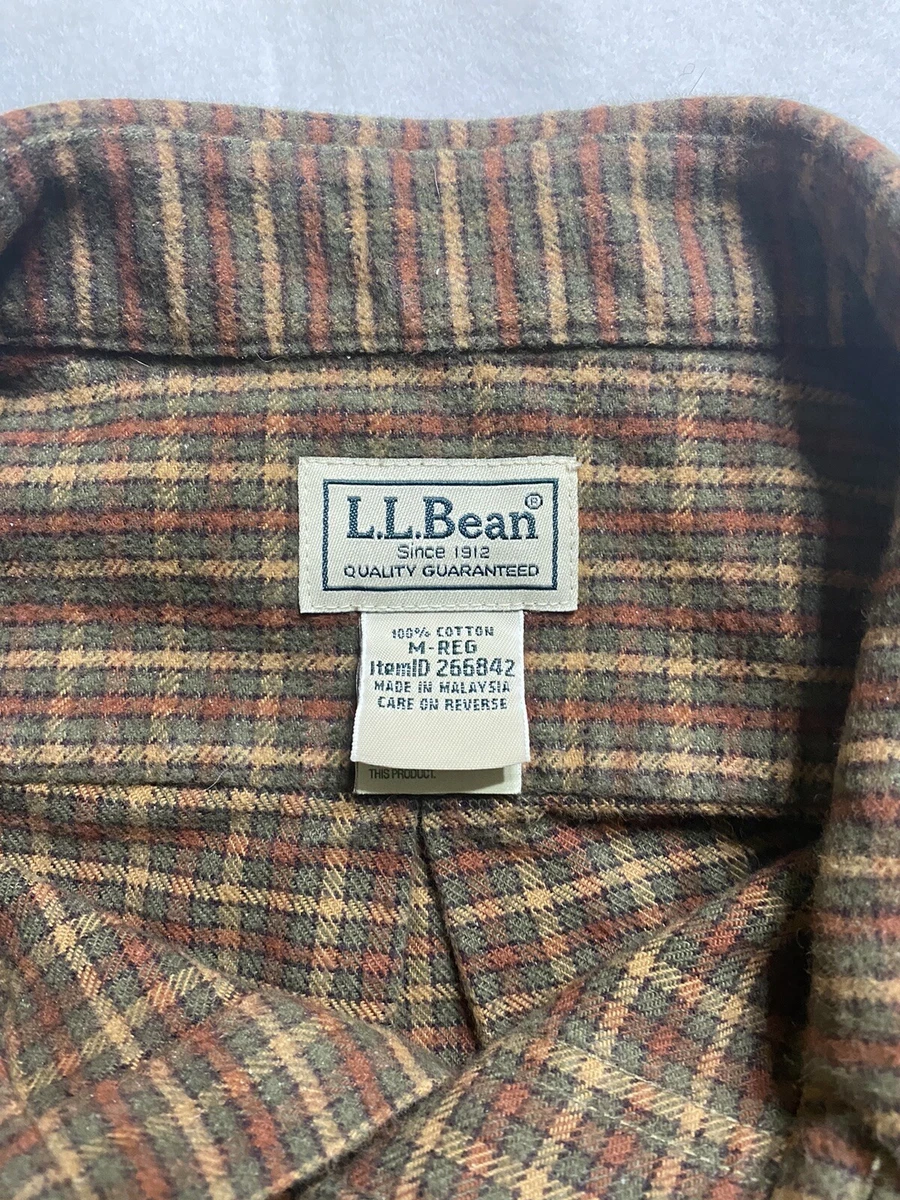 L.L.Bean®
Since 1912
QUALITY GUARANTEED
100% COTTON
M-REG
ItemID 266842
MADE IN MALAYSIA
CARE ON REVERSE
THIS PRODUCT.